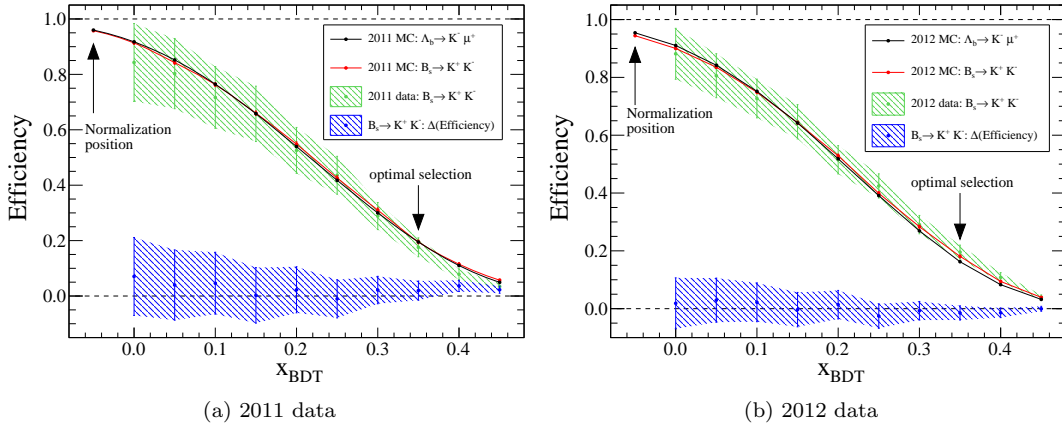 Efficiency
1.0
0.8
0.6
0.4
0.2
0.0
2011 MC: Λb→ K⁻ μ⁺
2011 MC: Bs→ K⁺ K⁻
2011 data: Bs→ K⁺ K⁻
Bs→ K⁺ K⁻: Δ(Efficiency)
Normalization
position
optimal selection
0.0 0.1 0.2 0.3 0.4
xBDT
(a) 2011 data
Efficiency
1.0
0.8
0.6
0.4
0.2
0.0
2012 MC: Λb→ K⁻ μ⁺
2012 MC: Bs→ K⁺ K⁻
2012 data: Bs→ K⁺ K⁻
Bs→ K⁺ K⁻: Δ(Efficiency)
Normalization
position
optimal selection
0.0 0.1 0.2 0.3 0.4
xBDT
(b) 2012 data